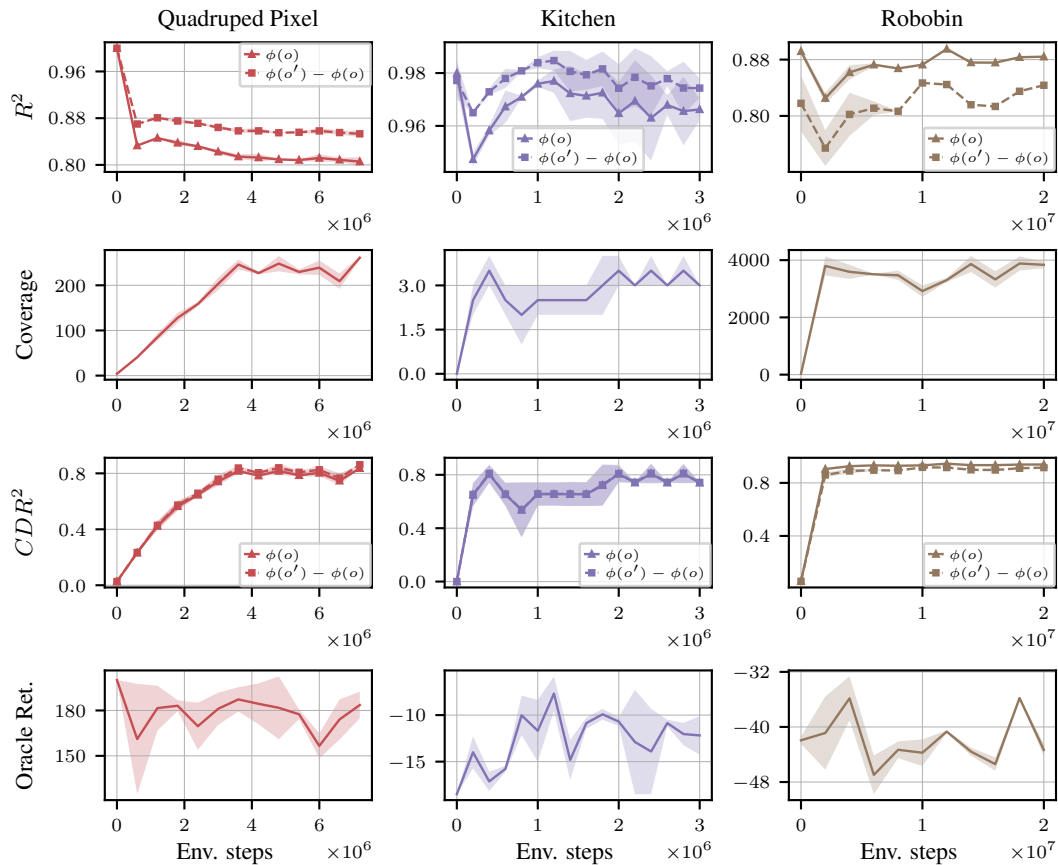 Quadruped Pixel Kitchen Robobin
R²
0.96
0.88
0.80
ϕ(o)
ϕ(o′) − ϕ(o)
0 2 4 6
×10⁶
0.98
0.96
ϕ(o)
ϕ(o′) − ϕ(o)
0 1 2 3
×10⁶
0.88
0.80
ϕ(o)
ϕ(o′) − ϕ(o)
0 1 2
×10⁷
Coverage
200
100
0
0 2 4 6
×10⁶
3.0
1.5
0.0
0 1 2 3
×10⁶
4000
2000
0
0 1 2
×10⁷
CDR²
0.8
0.4
0.0
ϕ(o)
ϕ(o′) − ϕ(o)
0 2 4 6
×10⁶
0.8
0.4
0.0
ϕ(o)
ϕ(o′) − ϕ(o)
0 1 2 3
×10⁶
0.8
0.4
ϕ(o)
ϕ(o′) − ϕ(o)
0 1 2
×10⁷
Oracle Ret.
180
150
0 2 4 6
Env. steps ×10⁶
−10
−15
0 1 2 3
Env. steps ×10⁶
−32
−40
−48
0 1 2
Env. steps ×10⁷